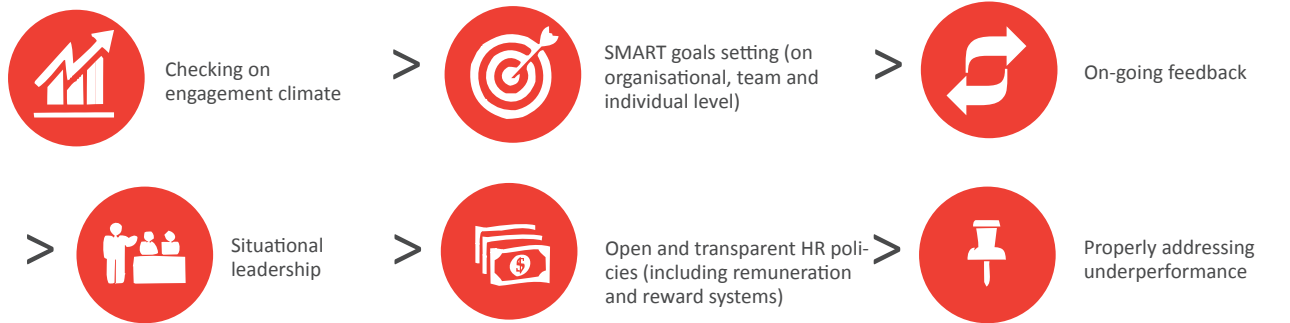 Checking on
engagement climate
>
SMART goals setting (on
organisational, team and
individual level)
>
On-going feedback
>
Situational
leadership
>
Open and transparent HR poli-
cies (including remuneration
and reward systems)
>
Properly addressing
underperformance
$